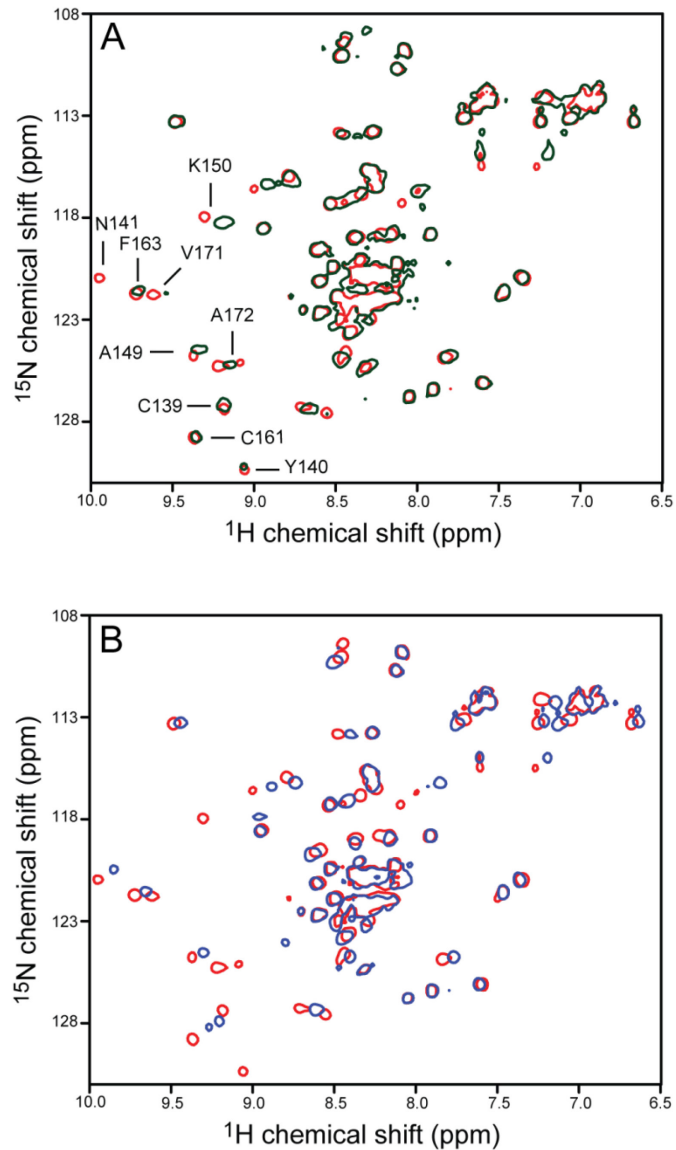 A
108
113
118
123
128
15N chemical shift (ppm)
K150
N141
F163
V171
A172
A149
C139
C161
Y140
10.0 9.5 9.0 8.5 8.0 7.5 7.0 6.5
1H chemical shift (ppm)
B
108
113
118
123
128
15N chemical shift (ppm)
10.0 9.5 9.0 8.5 8.0 7.5 7.0 6.5
1H chemical shift (ppm)